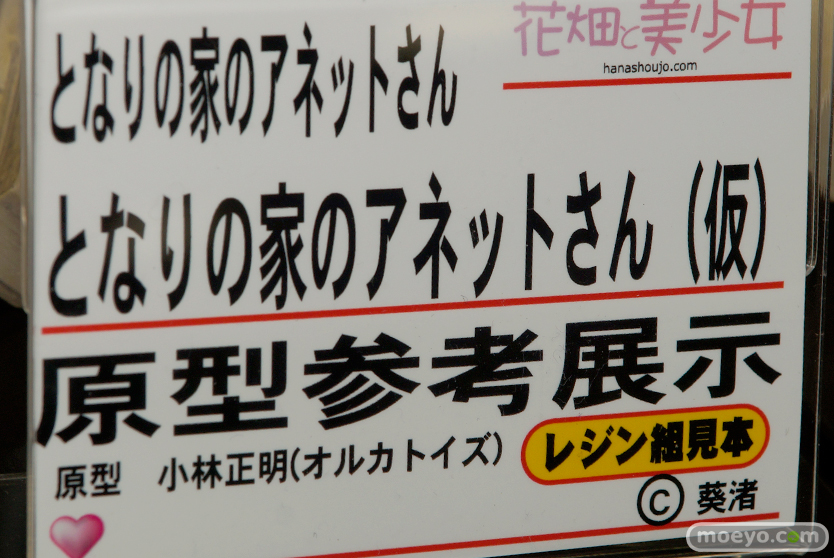 花畑と美少女
hanashoujo.com
となりの家のアネットさん
となりの家のアネットさん(仮)
原型参考展示
原型 小林正明(オルカトイズ)
レジン組見本
©葵渚
moeyo.com